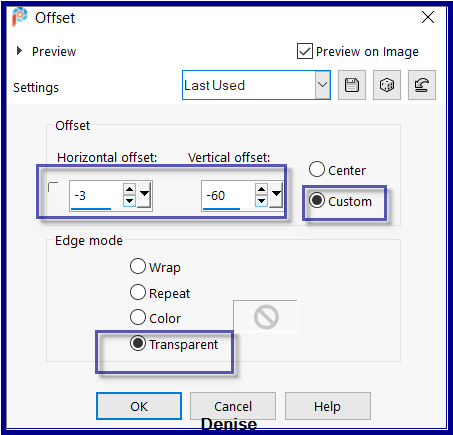 Offset
Preview
Preview on Image
Settings
Last Used
Offset
Horizontal offset:
Vertical offset:
-3
-60
Center
Custom
Edge mode
Wrap
Repeat
Color
Transparent
OK
Cancel
Help
Denise